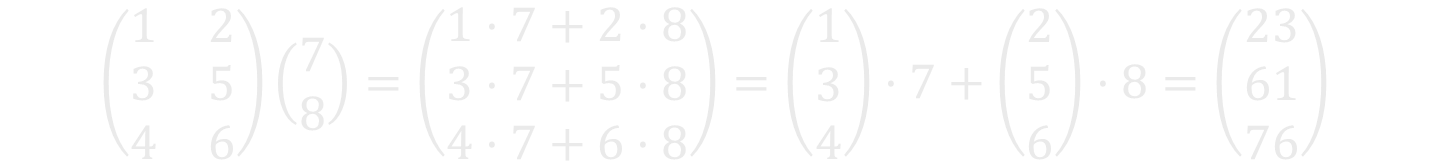 1 2 7 1 · 7 + 2 · 8 1 2 23
( 3 5 ) ( ) = ( 3 · 7 + 5 · 8 ) = ( 3 ) · 7 + ( 5 ) · 8 = ( 61 )
4 6 8 4 · 7 + 6 · 8 4 6 76